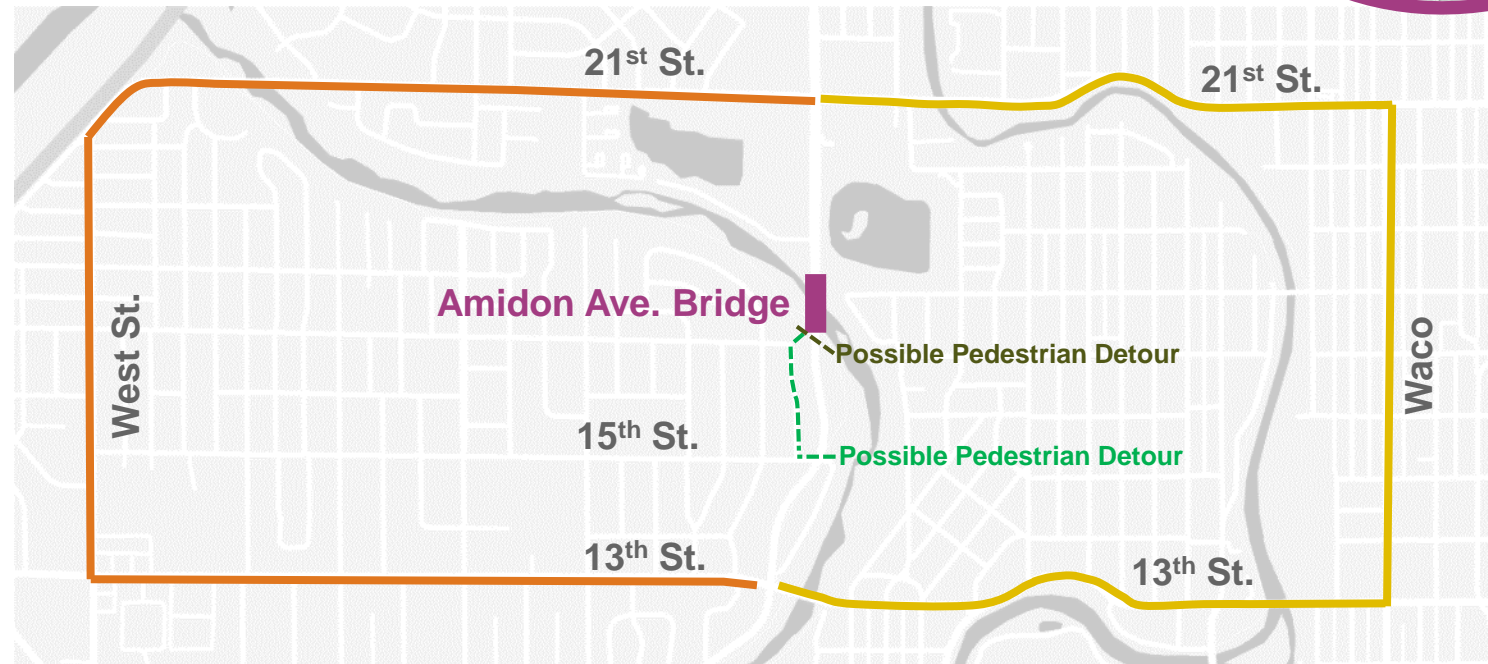 21st St.
21st St.
Amidon Ave. Bridge
West St.
Possible Pedestrian Detour
Waco
15th St.
Possible Pedestrian Detour
13th St.
13th St.